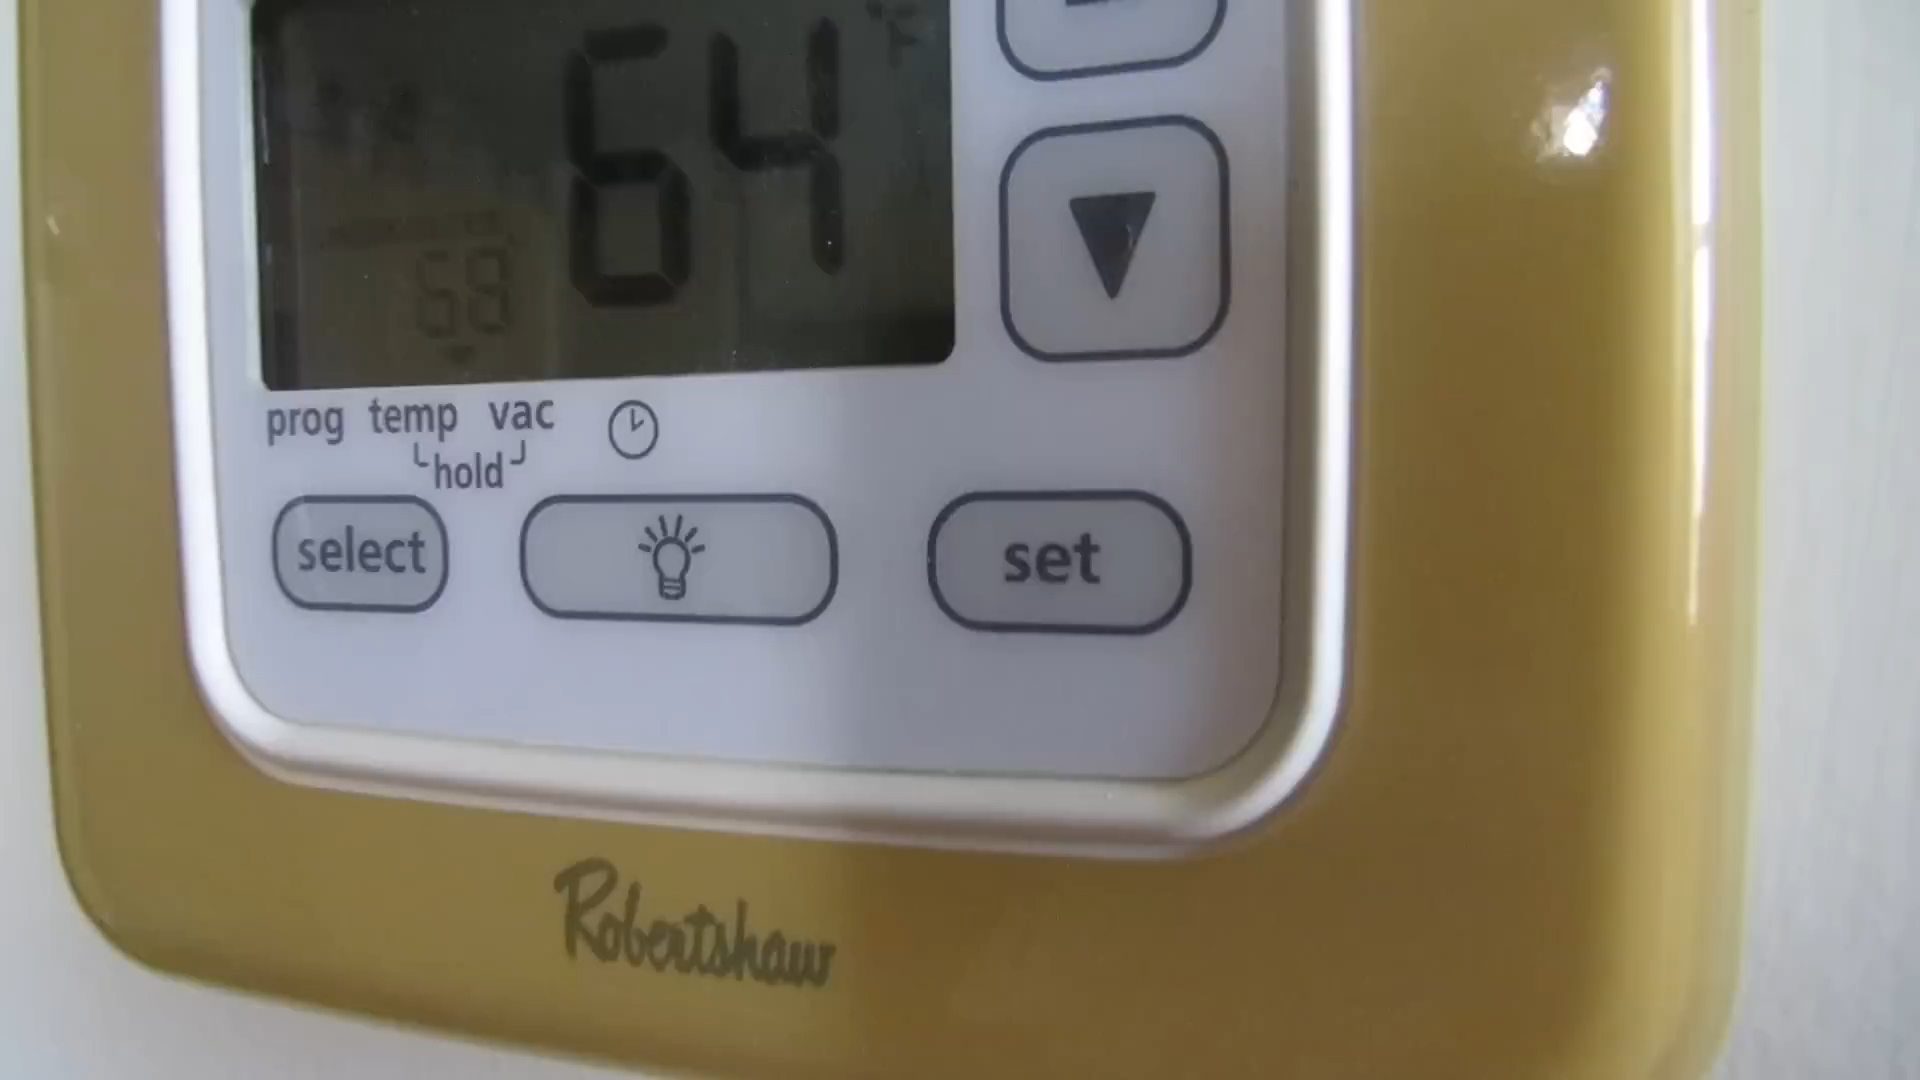 64 °F
68
prog temp vac
hold
select
set
Robertshaw